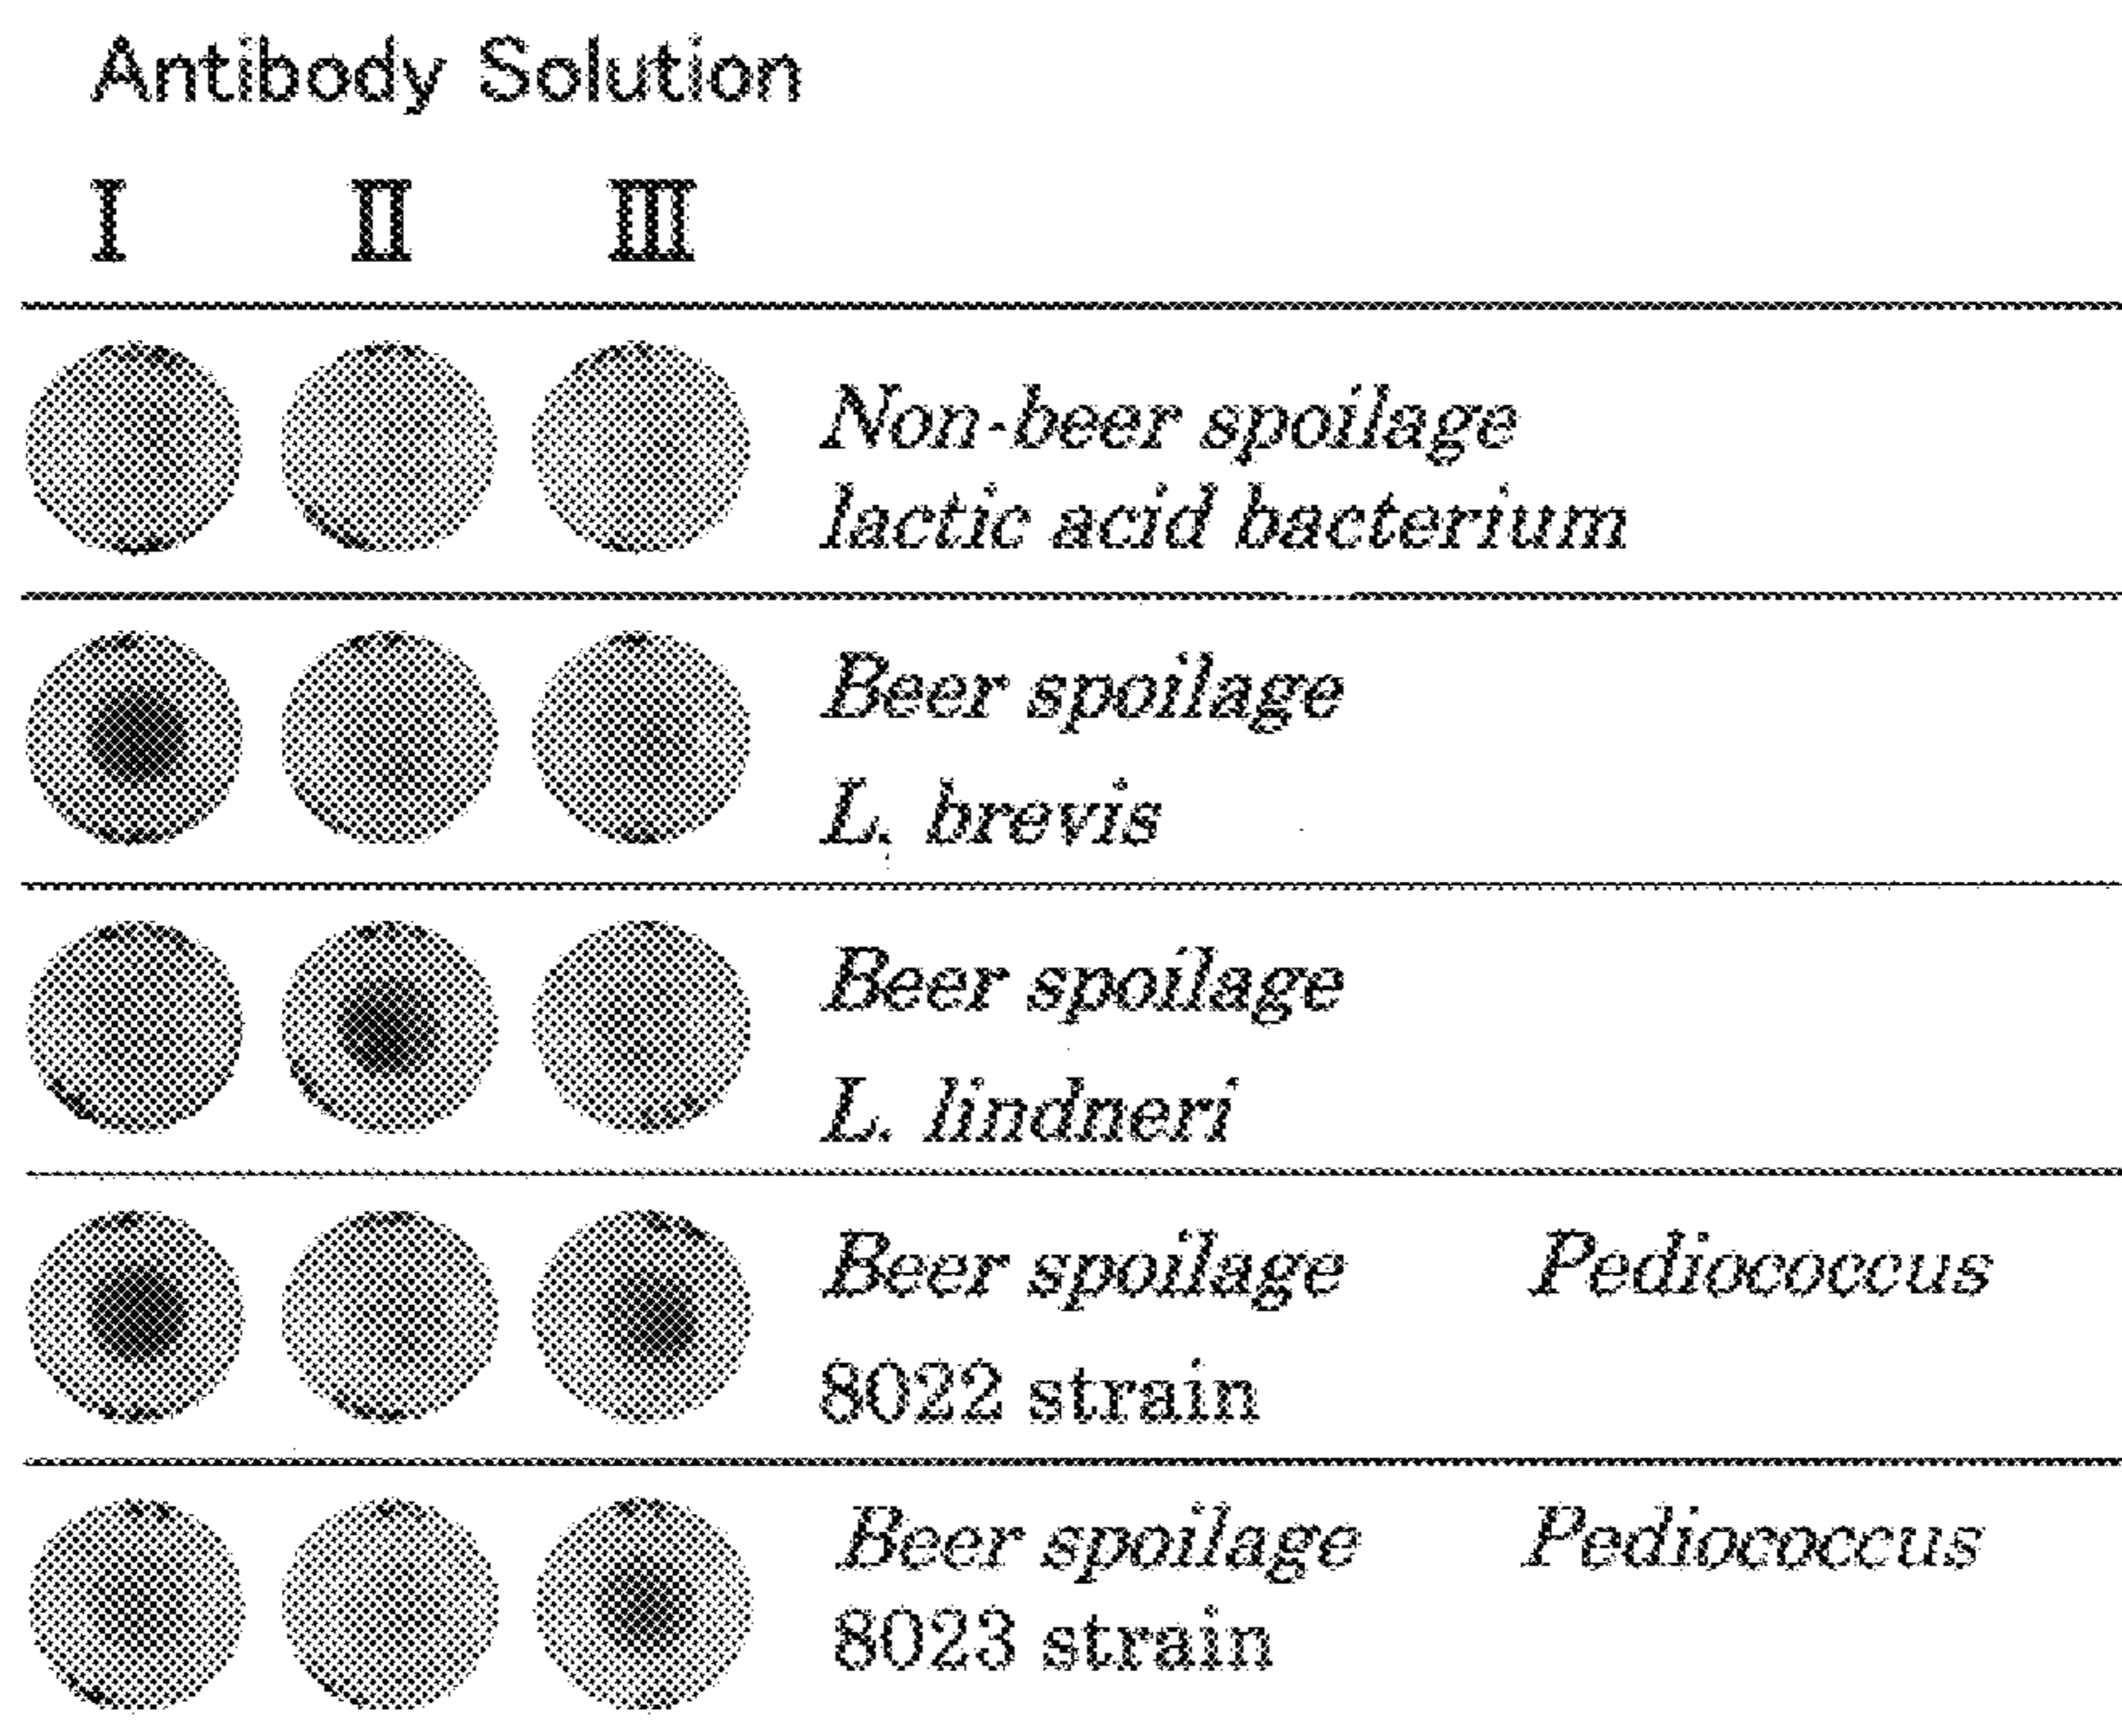 Antibody Solution
I II III
Non-beer spoilage
lactic acid bacterium
Beer spoilage
L. brevis
Beer spoilage
L. lindneri
Beer spoilage Pediococcus
8022 strain
Beer spoilage Pediococcus
8023 strain